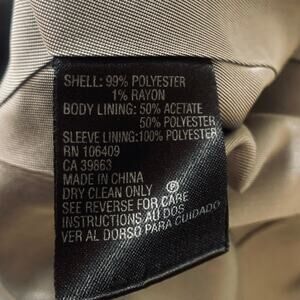 SHELL: 99% POLYESTER
1% RAYON
BODY LINING: 50% ACETATE
50% POLYESTER
SLEEVE LINING:100% POLYESTER
RN 106409
CA 39863
MADE IN CHINA
DRY CLEAN ONLY Ⓟ
SEE REVERSE FOR CARE
INSTRUCTIONS AU DOS
VER AL DORSO PARA CUIDADO